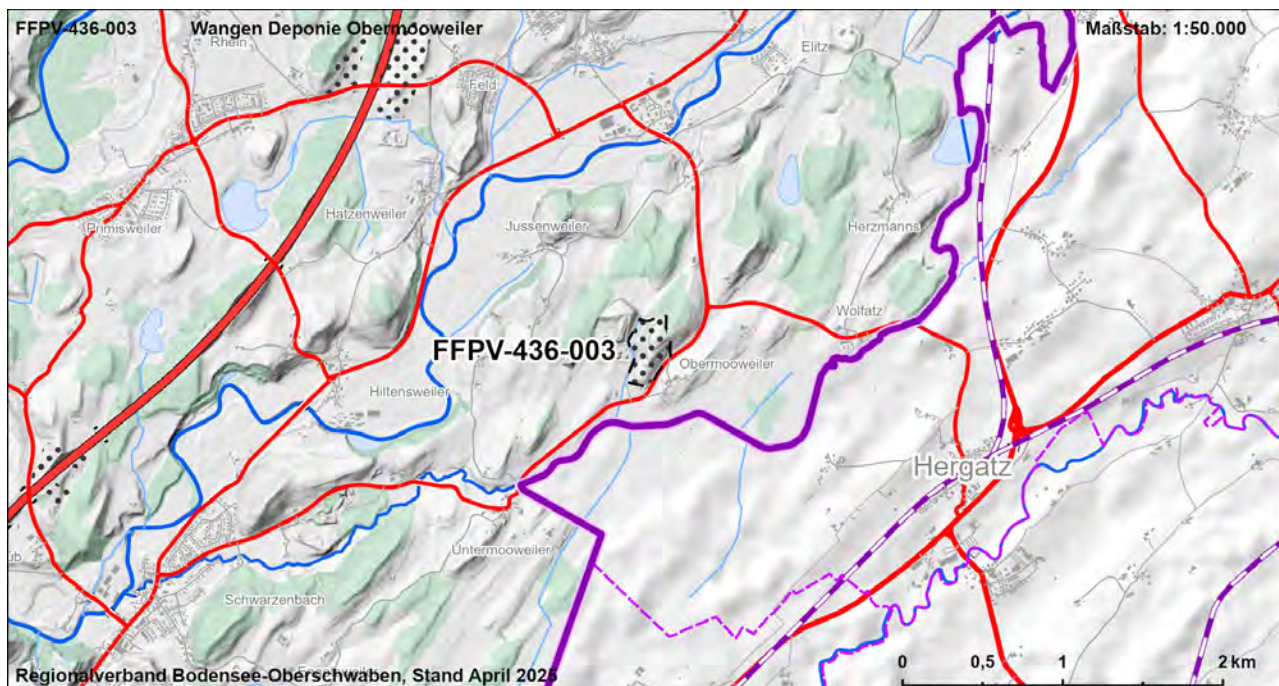 FFPV-436-003 Wangen Deponie Obermooweiler Maßstab: 1:50.000
Rhein
Elitz
Feld
Hatzenweiler
Primisweiler
Jussenweiler
Herzmanns
Wolfatz
FFPV-436-003
Obermooweiler
Hiltensweiler
Hergatz
Untermooweiler
Schwarzenbach
Regionalverband Bodensee-Oberschwaben, Stand April 2025
0 0,5 1 2 km